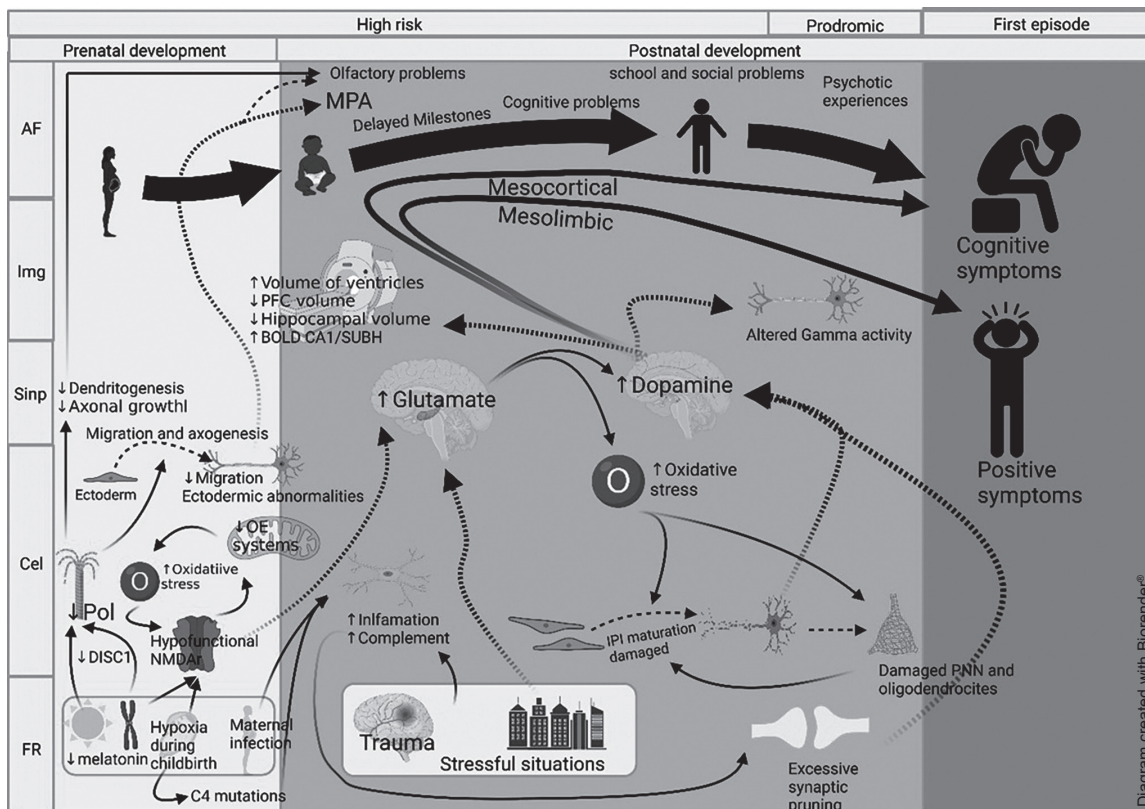 High risk
Prodromic
First episode
Prenatal development
Postnatal development
AF
Img
Sinp
Cel
FR
Olfactory problems
MPA
Delayed Milestones
Cognitive problems
school and social problems
Psychotic
experiences
Mesocortical
Mesolimbic
Cognitive
symptoms
↑Volume of ventricles
↓PFC volume
↓Hippocampal volume
↑BOLD CA1/SUBH
Altered Gamma activity
Positive
symptoms
↓Dendritogenesis
↓Axonal growthl
↑ Glutamate
↑ Dopamine
Migration and axogenesis
Ectoderm
↓Migration
Ectodermic abnormalities
O
↑Oxidative
stress
↓OE
systems
O
↑Oxidatiive
stress
↓Pol
Hypofunctional
NMDAr
↓DISC1
↑Inlfamation
↑ Complement
IPI maturation
damaged
Damaged PNN and
oligodendrocites
↓melatonin
Hypoxia
during
childbirth
Maternal
infection
C4 mutations
Trauma
Stressful situations
Excessive
synaptic
pruning
Diagram created with Bioreider®